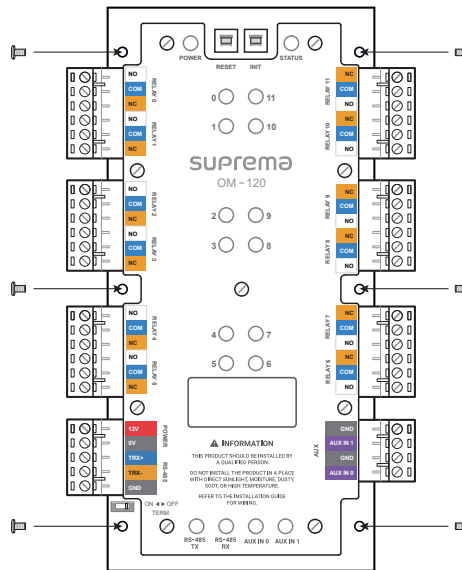 POWER
RESET
INIT
STATUS
NO
COM
NC
RELAY 0
NO
COM
NC
RELAY 1
NC
COM
NO
RELAY 11
NC
COM
NO
RELAY 10
0
11
1
10
suprema
OM – 120
NO
COM
NC
RELAY 2
NO
COM
NC
RELAY 3
NC
COM
NO
RELAY 9
NC
COM
NO
RELAY 8
2
9
3
8
NO
COM
NC
RELAY 4
NO
COM
NC
RELAY 5
NC
COM
NO
RELAY 7
NC
COM
NO
RELAY 6
4
7
5
6
12V
0V
TRX+
TRX-
GND
POWER
RS-485
INFORMATION
THIS PRODUCT SHOULD BE INSTALLED BY
A QUALIFIED PERSON.
DO NOT INSTALL THE PRODUCT IN A PLACE
WITH DIRECT SUNLIGHT, MOISTURE, DUSTY,
SOOT, OR HIGH TEMPERATURE.
REFER TO THE INSTALLATION GUIDE
FOR WIRING.
AUX
GND
AUX IN 1
GND
AUX IN 0
ON ◄► OFF
TERM
RS-485
TX
RS-485
RX
AUX IN 0
AUX IN 1